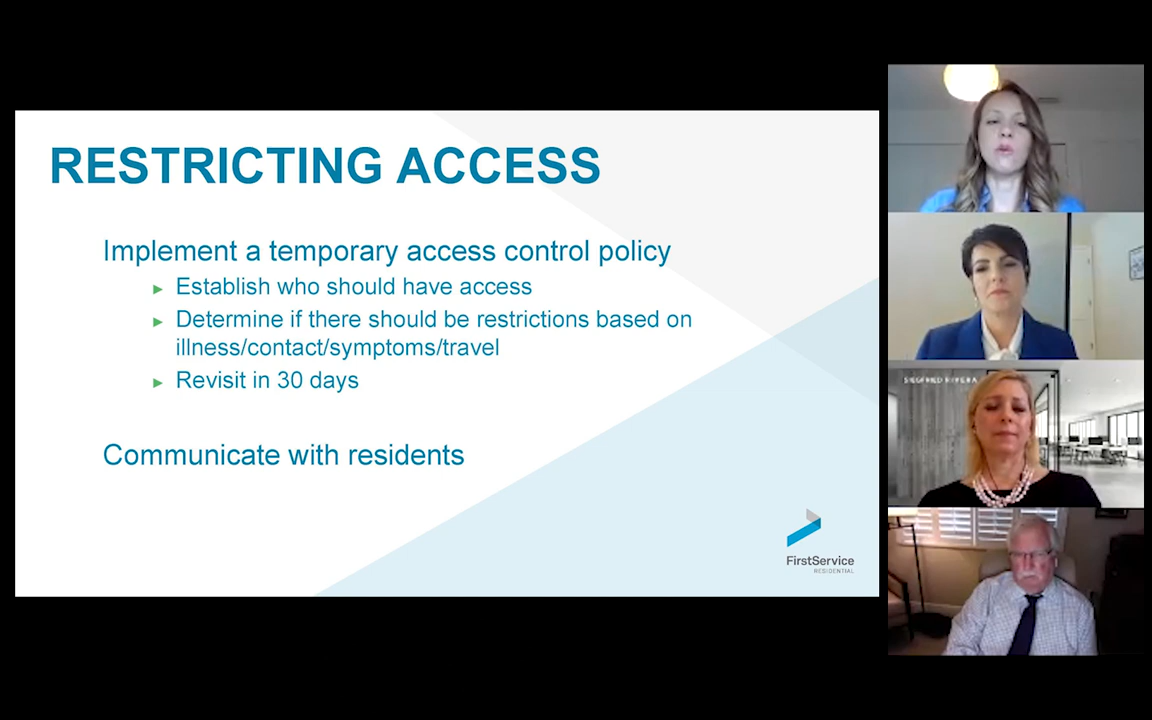 RESTRICTING ACCESS
Implement a temporary access control policy
► Establish who should have access
► Determine if there should be restrictions based on
illness/contact/symptoms/travel
► Revisit in 30 days
Communicate with residents
FirstService
RESIDENTIAL
SIEGFRIED RIVERA